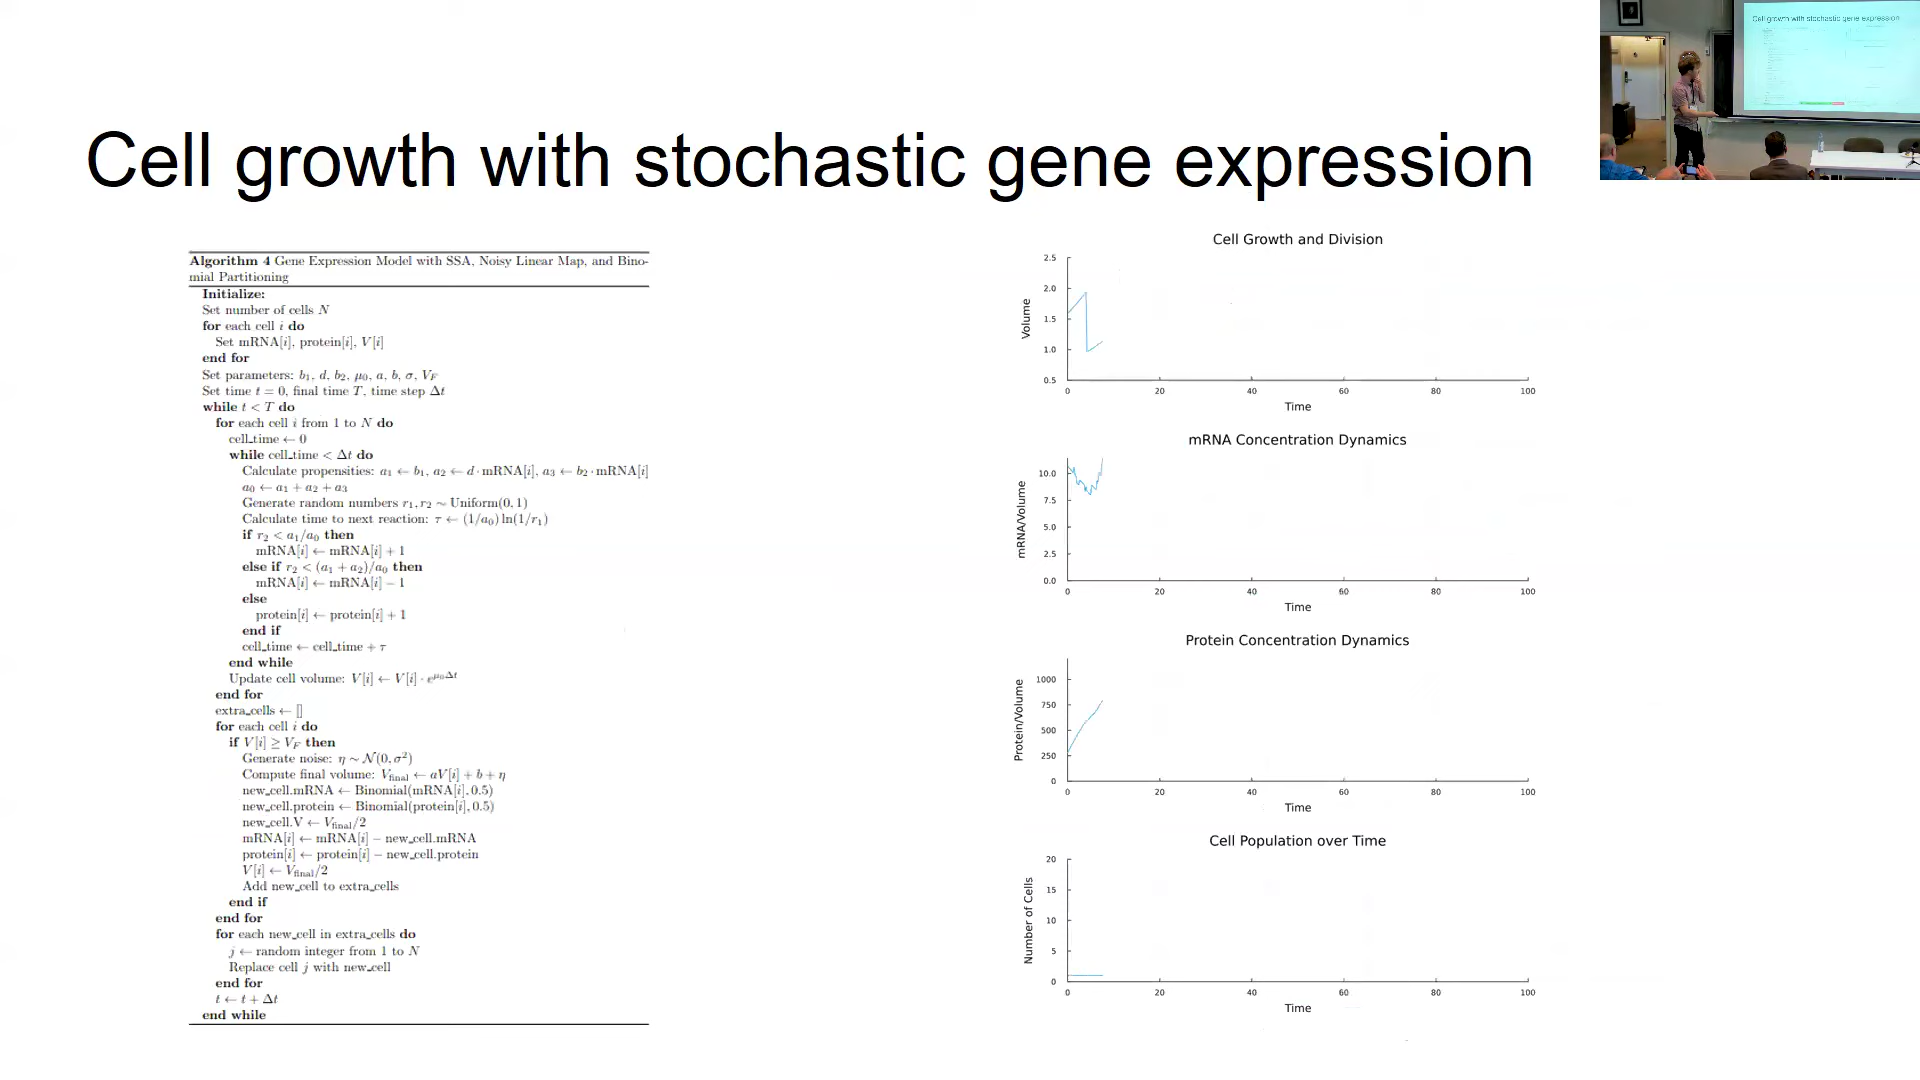 Cell growth with stochastic gene expression
Algorithm 4 Gene Expression Model with SSA, Noisy Linear Map, and Bino-
mial Partitioning
Initialize:
Set number of cells N
for each cell i do
Set mRNA[i], protein[i], V[i]
end for
Set parameters: b₁, d, b₂, μ₀, a, b, σ, V_F
Set time t = 0, final time T, time step Δt
while t < T do
for each cell i from 1 to N do
cell_time ← 0
while cell_time < Δt do
Calculate propensities: a₁ ← b₁, a₂ ← d · mRNA[i], a₃ ← b₂ · mRNA[i]
a₀ ← a₁ + a₂ + a₃
Generate random numbers r₁, r₂ ~ Uniform(0, 1)
Calculate time to next reaction: τ ← (1/a₀) ln(1/r₁)
if r₂ < a₁/a₀ then
mRNA[i] ← mRNA[i] + 1
else if r₂ < (a₁ + a₂)/a₀ then
mRNA[i] ← mRNA[i] − 1
else
protein[i] ← protein[i] + 1
end if
cell_time ← cell_time + τ
end while
Update cell volume: V[i] ← V[i] · e^{μ₀Δt}
end for
extra_cells ← []
for each cell i do
if V[i] ≥ V_F then
Generate noise: η ~ N(0, σ²)
Compute final volume: V_final ← aV[i] + b + η
new_cell.mRNA ← Binomial(mRNA[i], 0.5)
new_cell.protein ← Binomial(protein[i], 0.5)
new_cell.V ← V_final/2
mRNA[i] ← mRNA[i] − new_cell.mRNA
protein[i] ← protein[i] − new_cell.protein
V[i] ← V_final/2
Add new_cell to extra_cells
end if
end for
for each new_cell in extra_cells do
j ← random integer from 1 to N
Replace cell j with new_cell
end for
t ← t + Δt
end while
Cell Growth and Division
2.5
2.0
1.5
1.0
0.5
Volume
0 20 40 60 80 100
Time
mRNA Concentration Dynamics
10.0
7.5
5.0
2.5
0.0
mRNA/Volume
0 20 40 60 80 100
Time
Protein Concentration Dynamics
1000
750
500
250
0
Protein/Volume
0 20 40 60 80 100
Time
Cell Population over Time
20
15
10
5
0
Number of Cells
0 20 40 60 80 100
Time
Cell growth with stochastic gene expression